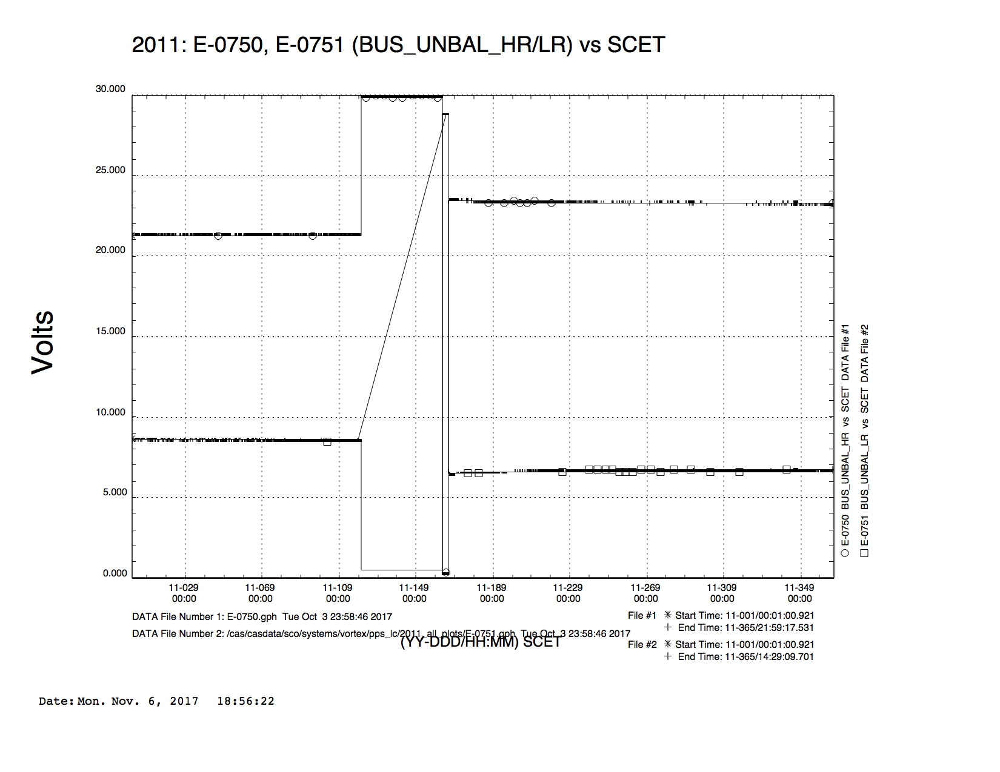 2011: E-0750, E-0751 (BUS_UNBAL_HR/LR) vs SCET
30.000
25.000
20.000
15.000
10.000
5.000
0.000
Volts
11-029 11-069 11-109 11-149 11-189 11-229 11-269 11-309 11-349
00:00 00:00 00:00 00:00 00:00 00:00 00:00 00:00 00:00
E-0750 BUS_UNBAL_HR vs SCET DATA File #1
E-0751 BUS_UNBAL_LR vs SCET DATA File #2
DATA File Number 1: E-0750.gph Tue Oct 3 23:58:46 2017
DATA File Number 2: /cas/casdata/sco/systems/vortex/pps_lc/2011_all_plots/E-0751.gph Tue Oct 3 23:58:46 2017
(YY-DDD/HH:MM) SCET
File #1 * Start Time: 11-001/00:01:00.921
+ End Time: 11-365/21:59:17.531
File #2 * Start Time: 11-001/00:01:00.921
+ End Time: 11-365/14:29:09.701
Date: Mon. Nov. 6, 2017 18:56:22